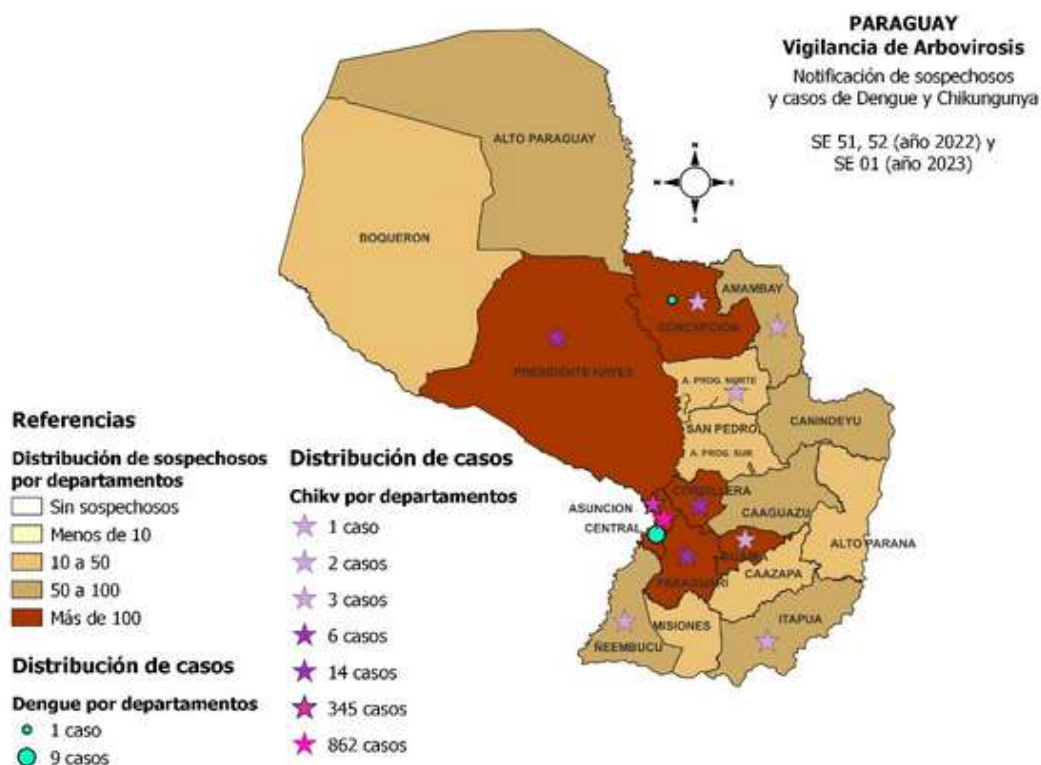 PARAGUAY
Vigilancia de Arbovirosis
Notificación de sospechosos
y casos de Dengue y Chikungunya
SE 51, 52 (año 2022) y
SE 01 (año 2023)
N
S
ALTO PARAGUAY
BOQUERON
AMAMBAY
CONCEPCION
PRESIDENTE HAYES
A. PROG. NORTE
CANINDEYU
SAN PEDRO
A. PROG. SUR
CORDILLERA
ASUNCION
CAAGUAZU
CENTRAL
ALTO PARANA
CAAZAPA
PARAGUARI
MISIONES
ITAPUA
ÑEEMBUCU
Referencias
Distribución de sospechosos
por departamentos
Sin sospechosos
Menos de 10
10 a 50
50 a 100
Más de 100
Distribución de casos
Dengue por departamentos
1 caso
9 casos
Distribución de casos
Chikv por departamentos
1 caso
2 casos
3 casos
6 casos
14 casos
345 casos
862 casos